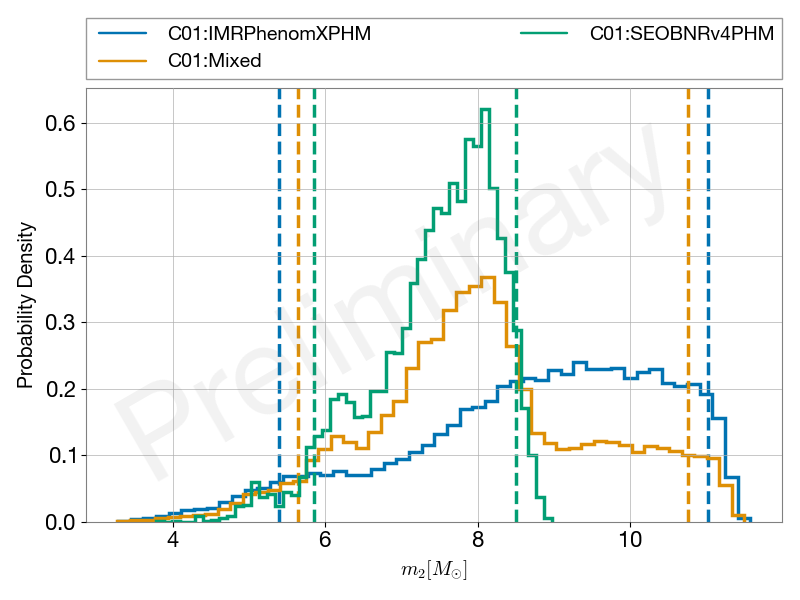 C01:IMRPhenomXPHM
C01:SEOBNRv4PHM
C01:Mixed
Preliminary
Probability Density
0.6
0.5
0.4
0.3
0.2
0.1
0.0
4 6 8 10
m₂[M⊙]